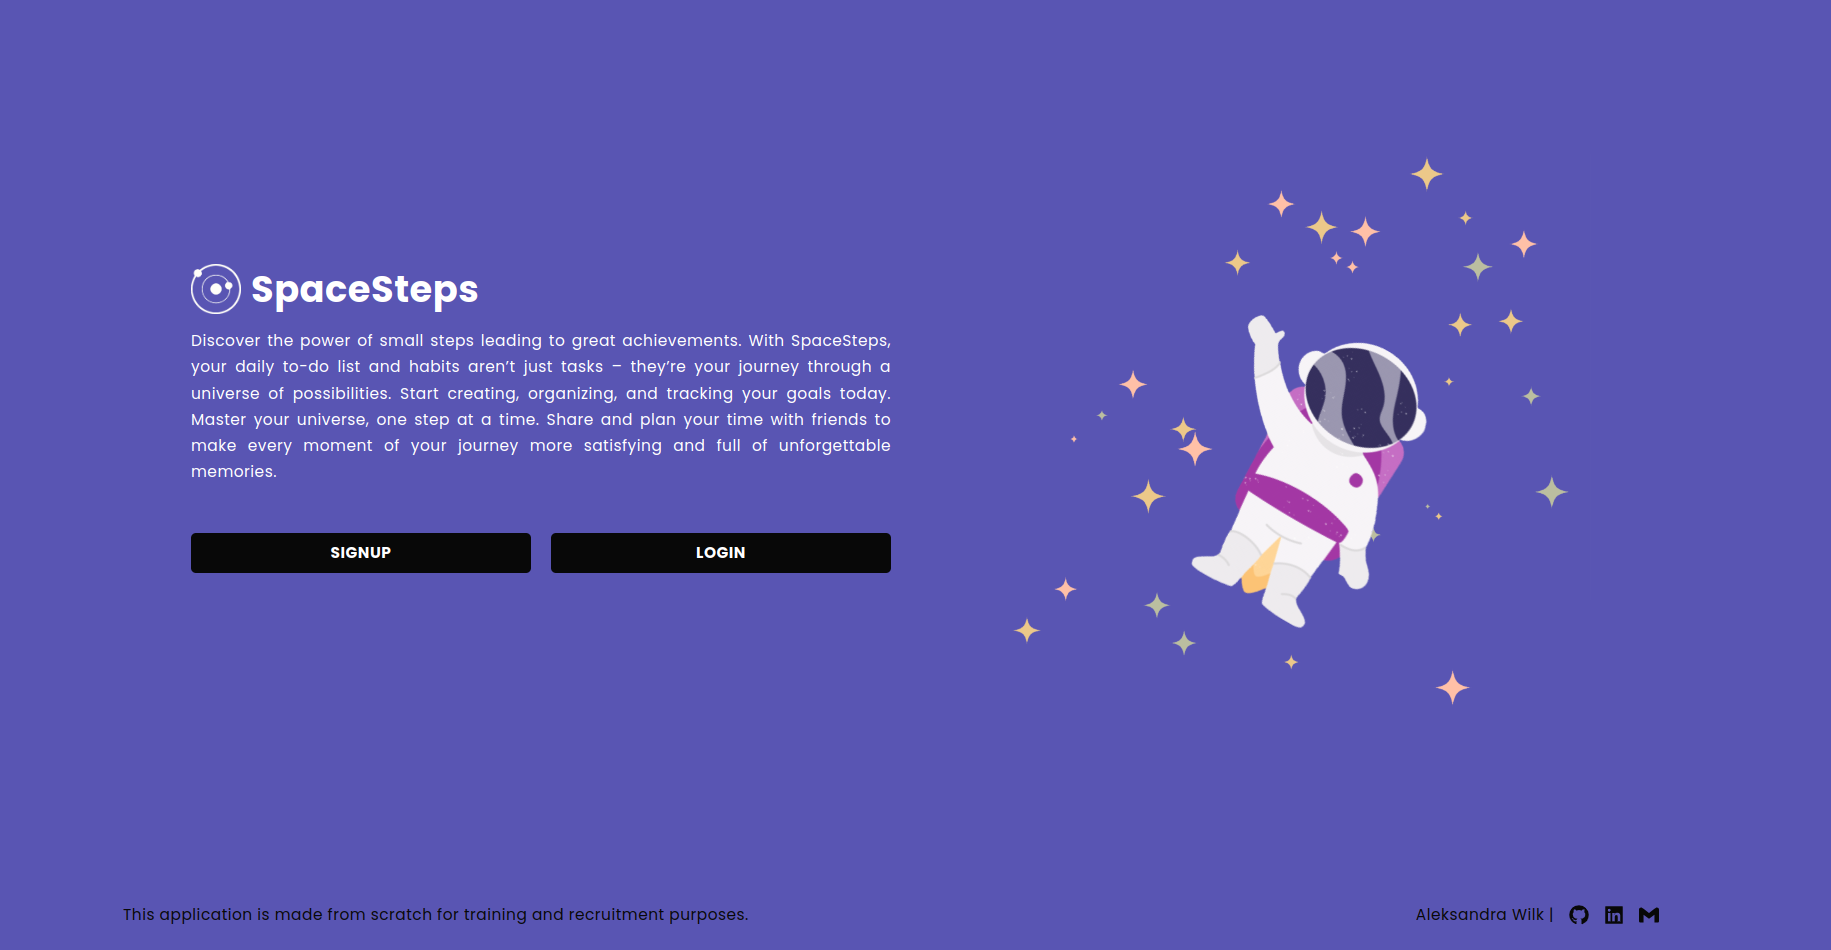 SpaceSteps
Discover the power of small steps leading to great achievements. With SpaceSteps,
your daily to-do list and habits aren’t just tasks – they’re your journey through a
universe of possibilities. Start creating, organizing, and tracking your goals today.
Master your universe, one step at a time. Share and plan your time with friends to
make every moment of your journey more satisfying and full of unforgettable
memories.
SIGNUP
LOGIN
This application is made from scratch for training and recruitment purposes.
Aleksandra Wilk |